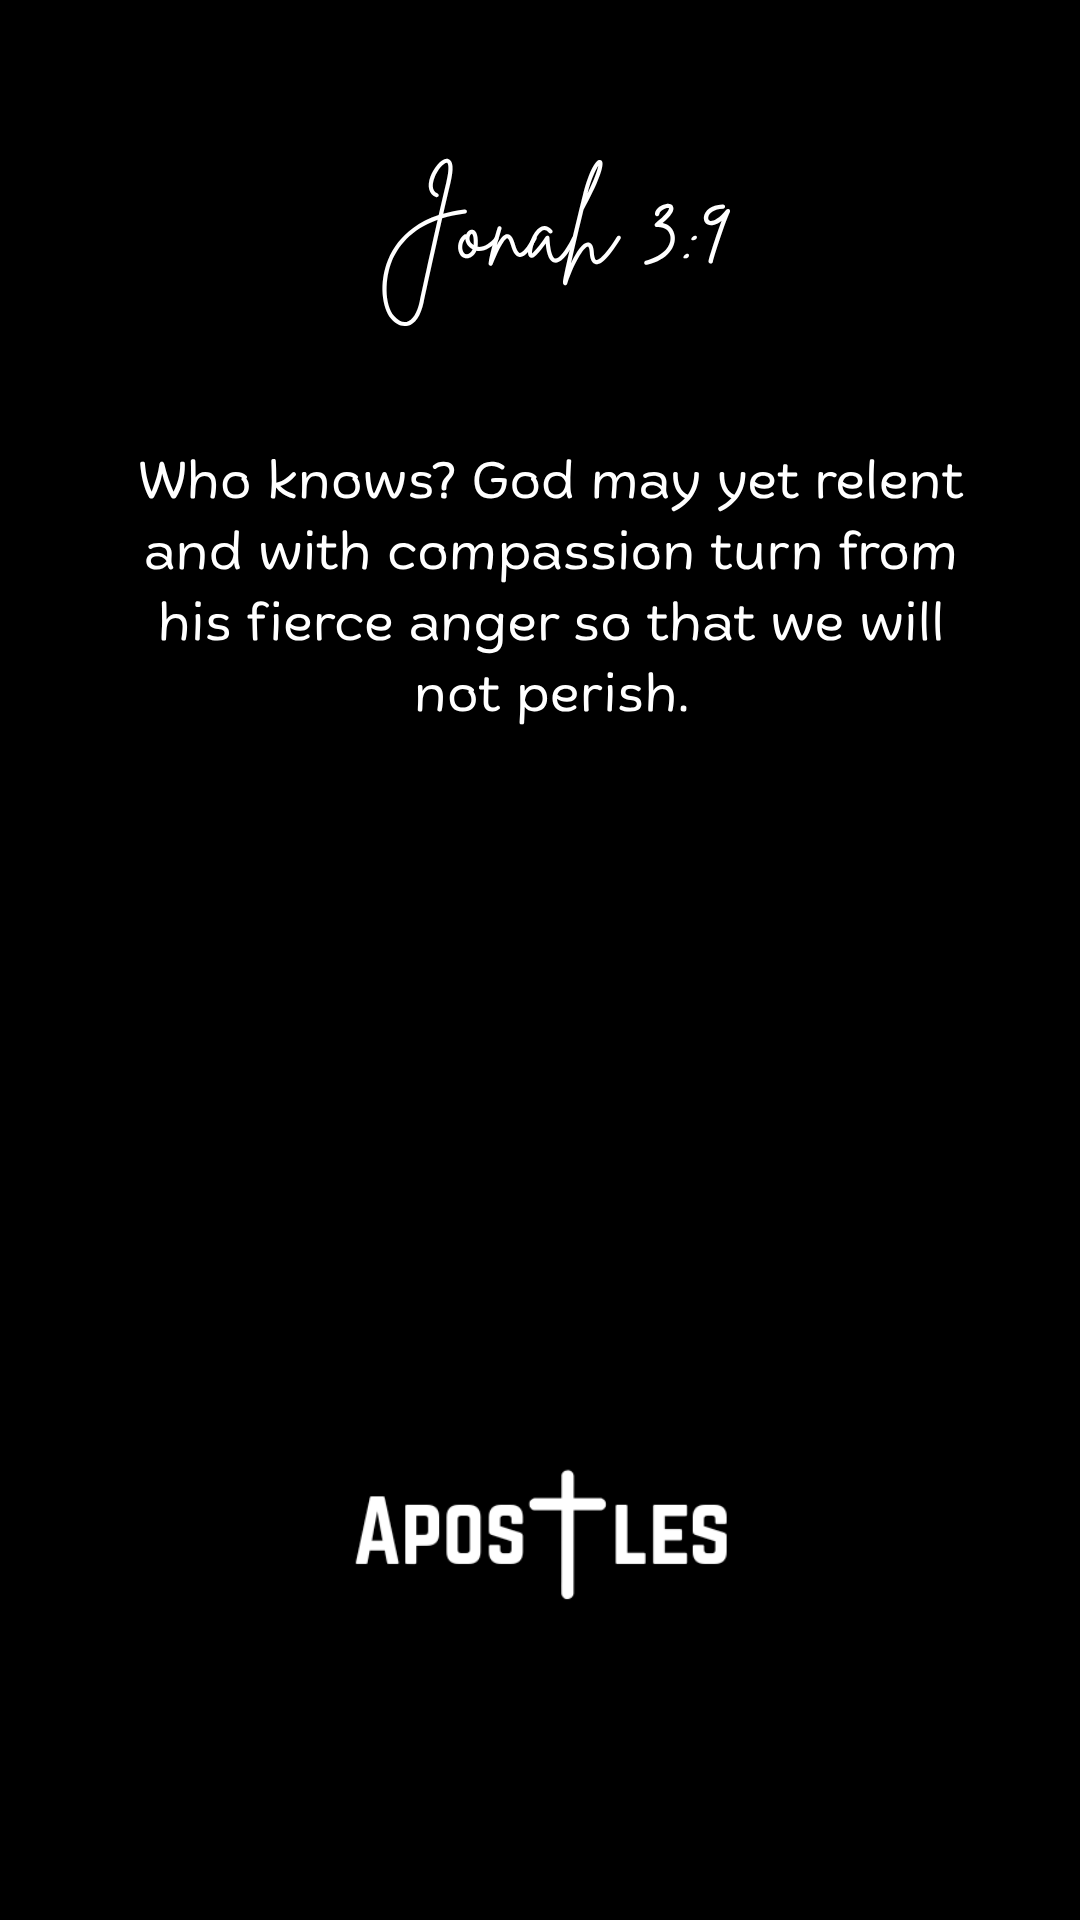 Jonah 3:9
Who knows? God may yet relent
and with compassion turn from
his fierce anger so that we will
not perish.
Apostles